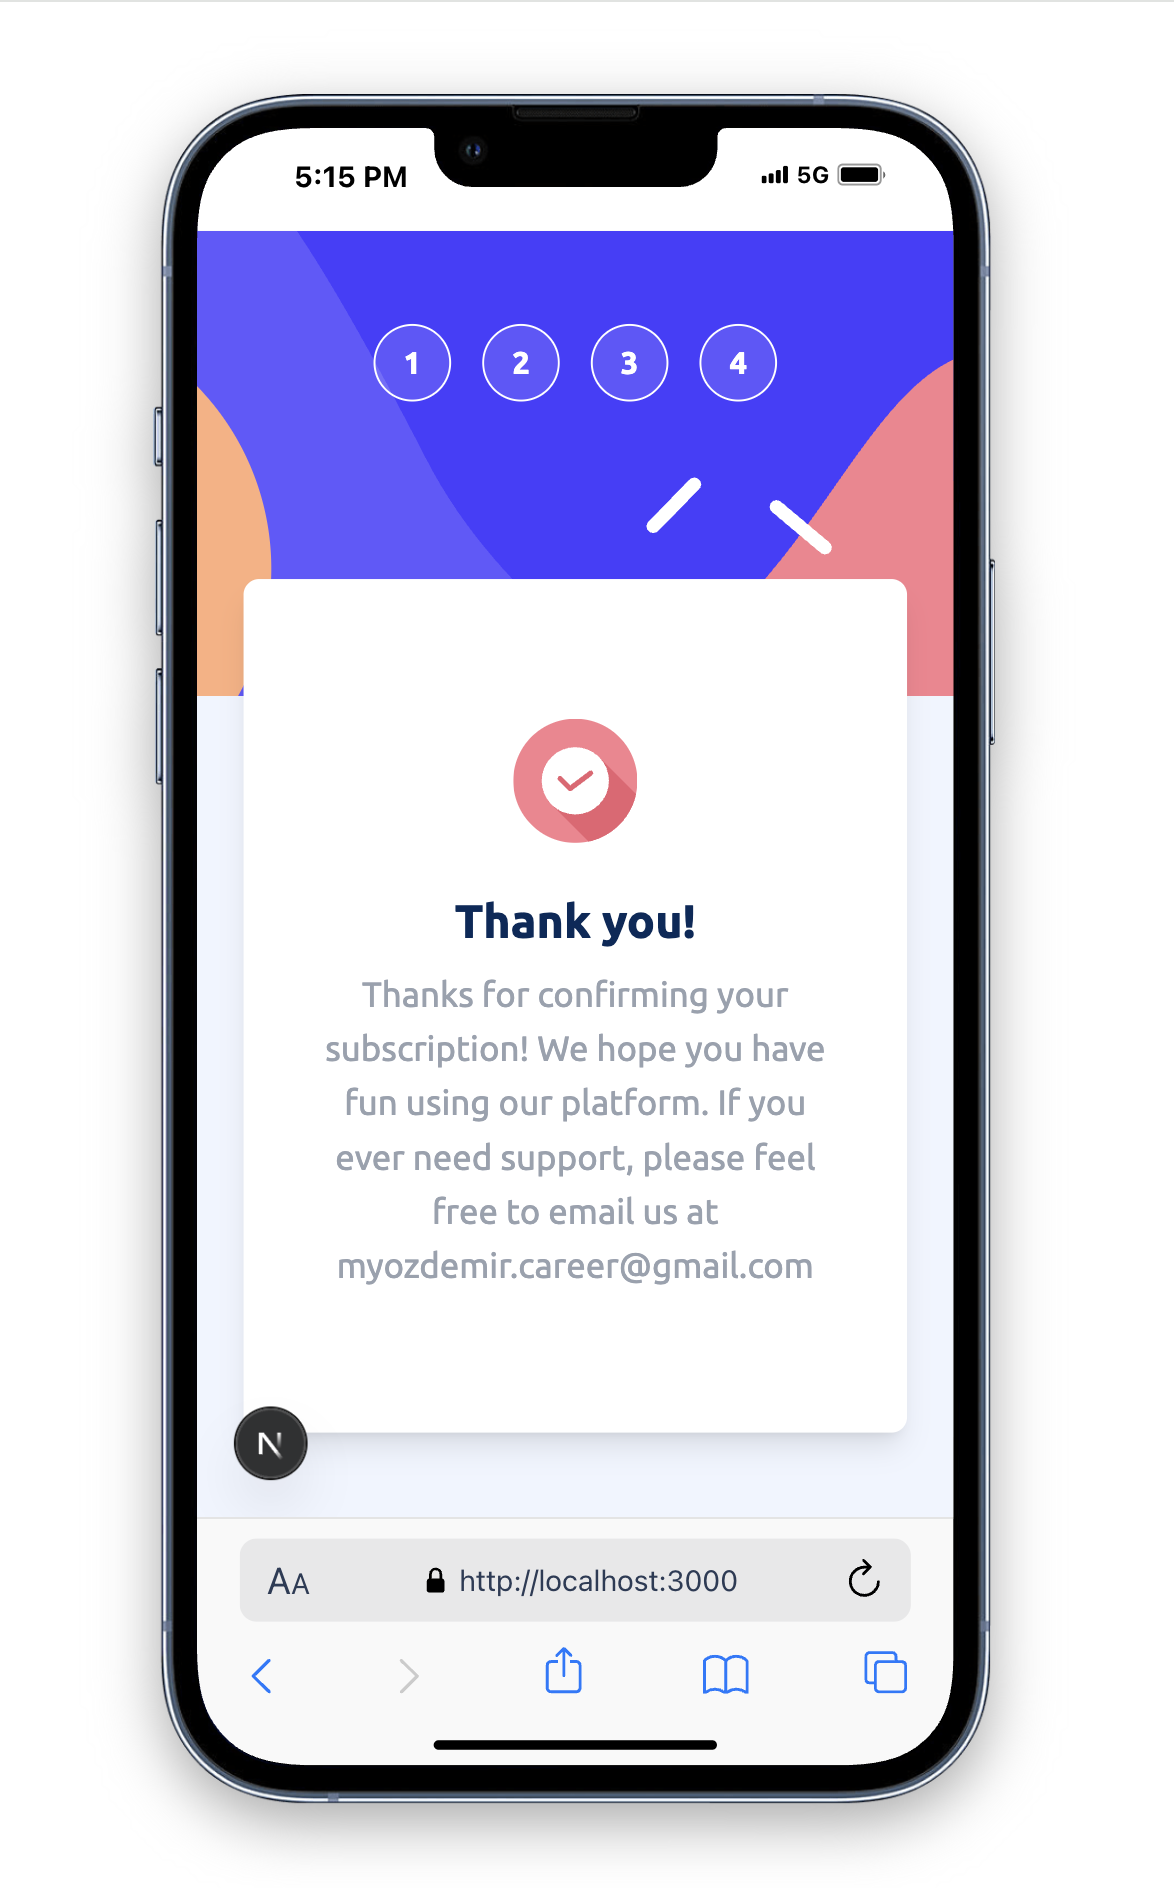 5:15 PM 5G
1 2 3 4
Thank you!
Thanks for confirming your
subscription! We hope you have
fun using our platform. If you
ever need support, please feel
free to email us at
myozdemir.career@gmail.com
N
AA http://localhost:3000